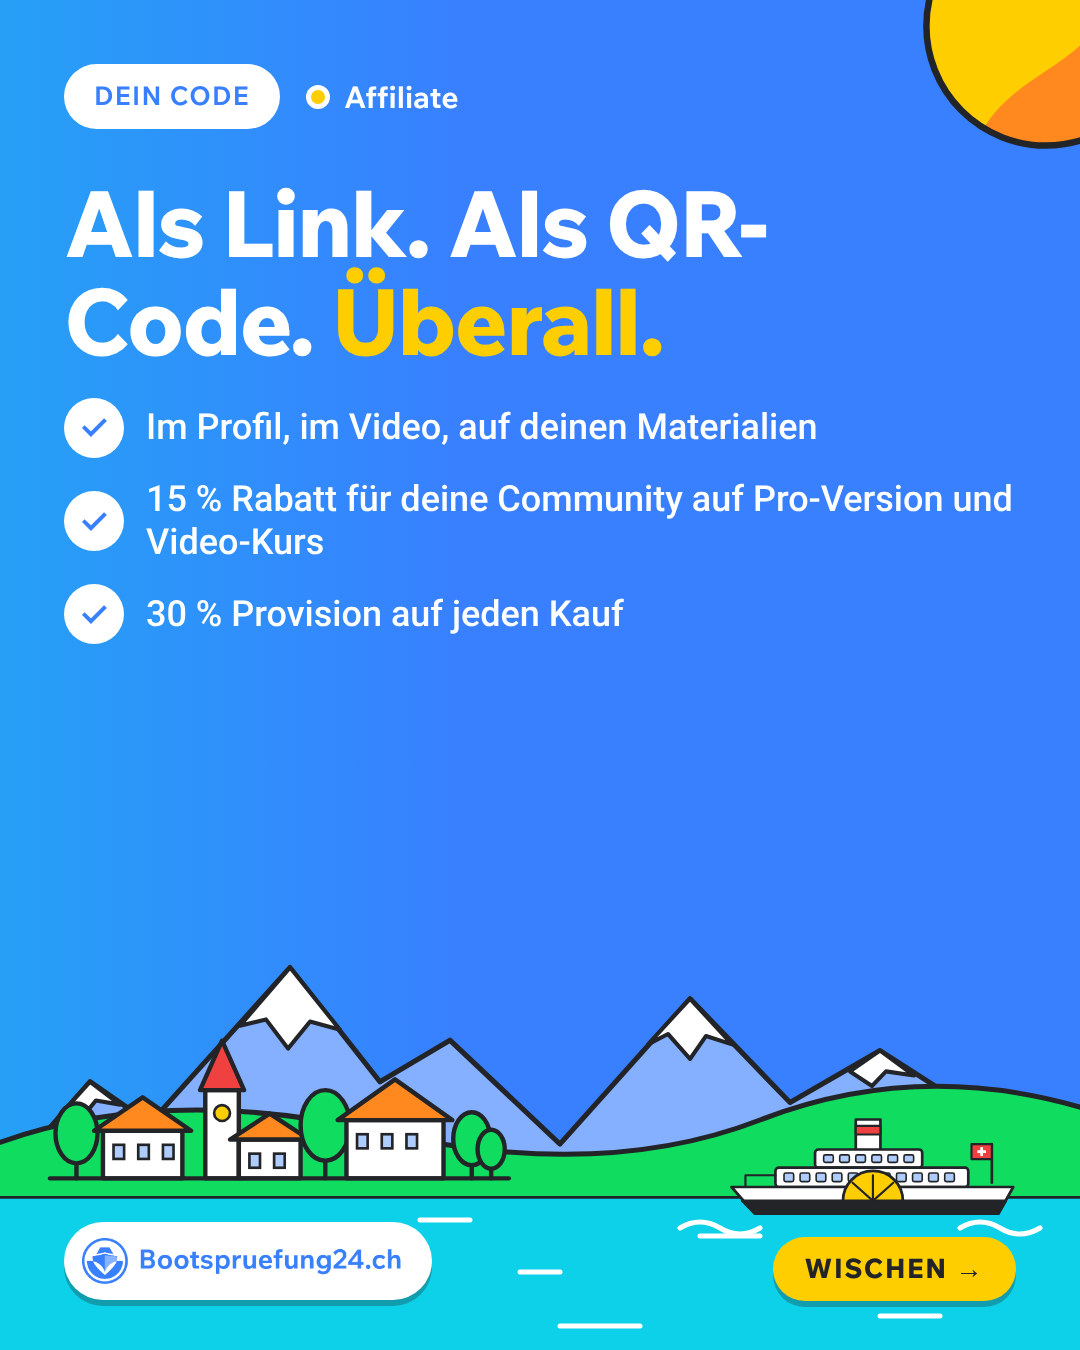 DEIN CODE
Affiliate
Als Link. Als QR-
Code. Überall.
Im Profil, im Video, auf deinen Materialien
15 % Rabatt für deine Community auf Pro-Version und
Video-Kurs
30 % Provision auf jeden Kauf
Bootspruefung24.ch
WISCHEN →